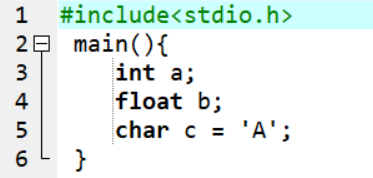 1 #include<stdio.h>
2 main(){
3 int a;
4 float b;
5 char c = 'A';
6 }